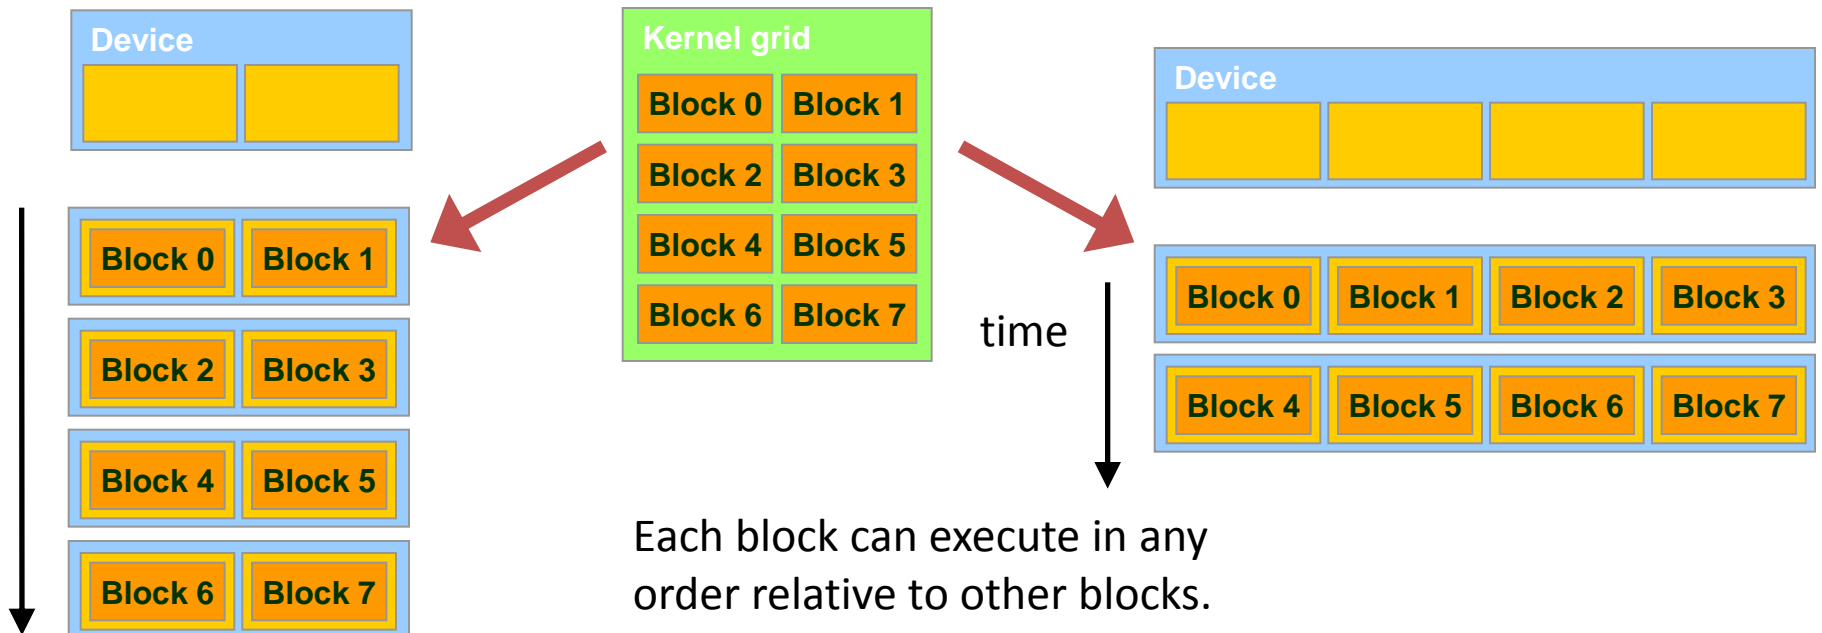 Device
Block 0 Block 1
Block 2 Block 3
Block 4 Block 5
Block 6 Block 7
Kernel grid
Block 0 Block 1
Block 2 Block 3
Block 4 Block 5
Block 6 Block 7
Device
time
Block 0 Block 1 Block 2 Block 3
Block 4 Block 5 Block 6 Block 7
Each block can execute in any
order relative to other blocks.